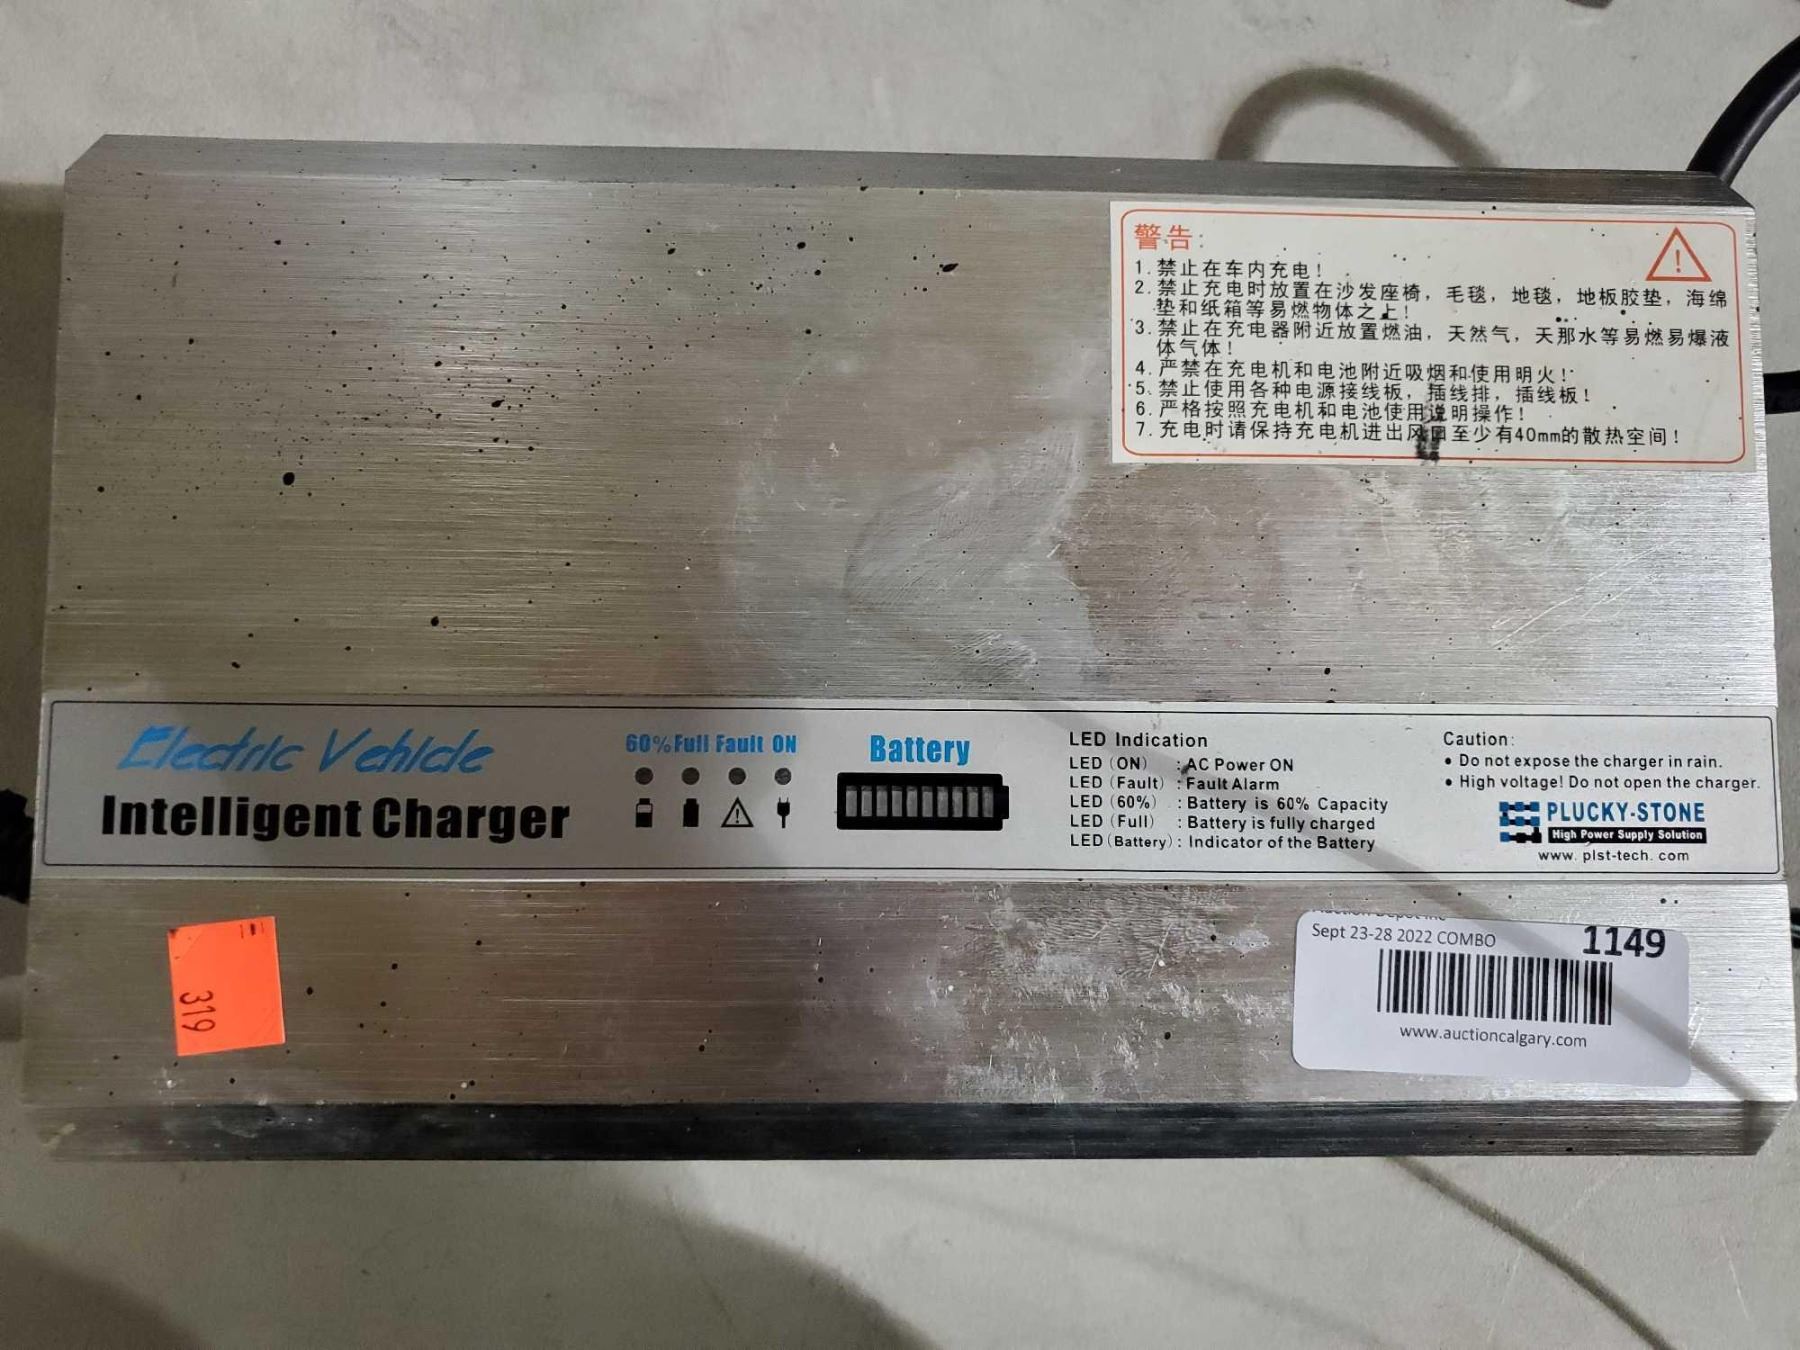 警告:
1. 禁止在车内充电!
2. 禁止充电时放置在沙发座椅，毛毯，地毯，地板胶垫，海绵
垫和纸箱等易燃物体之上!
3. 禁止在充电器附近放置燃油，天然气，天那水等易燃易爆液
体气体!
4. 严禁在充电机和电池附近吸烟和使用明火!
5. 禁止使用各种电源接线板，插线排，插线板!
6. 严格按照充电机和电池使用说明操作!
7. 充电时请保持充电机进出风口至少有40mm的散热空间!
Electric Vehicle
Intelligent Charger
60% Full Fault ON
Battery
LED Indication
LED (ON) : AC Power ON
LED (Fault) : Fault Alarm
LED (60%) : Battery is 60% Capacity
LED (Full) : Battery is fully charged
LED (Battery) : Indicator of the Battery
Caution:
• Do not expose the charger in rain.
• High voltage! Do not open the charger.
PLUCKY-STONE
High Power Supply Solution
www. plst-tech. com
319
Sept 23-28 2022 COMBO
1149
www.auctioncalgary.com